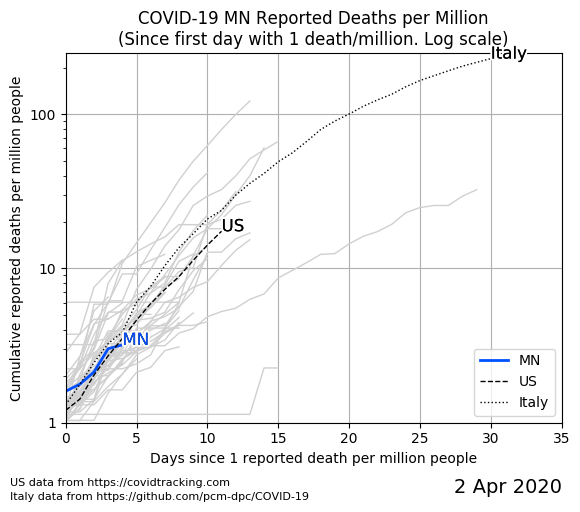 COVID-19 MN Reported Deaths per Million
(Since first day with 1 death/million. Log scale)
Cumulative reported deaths per million people
100
10
1
Italy
US
MN
MN
US
Italy
0 5 10 15 20 25 30 35
Days since 1 reported death per million people
US data from https://covidtracking.com
Italy data from https://github.com/pcm-dpc/COVID-19
2 Apr 2020